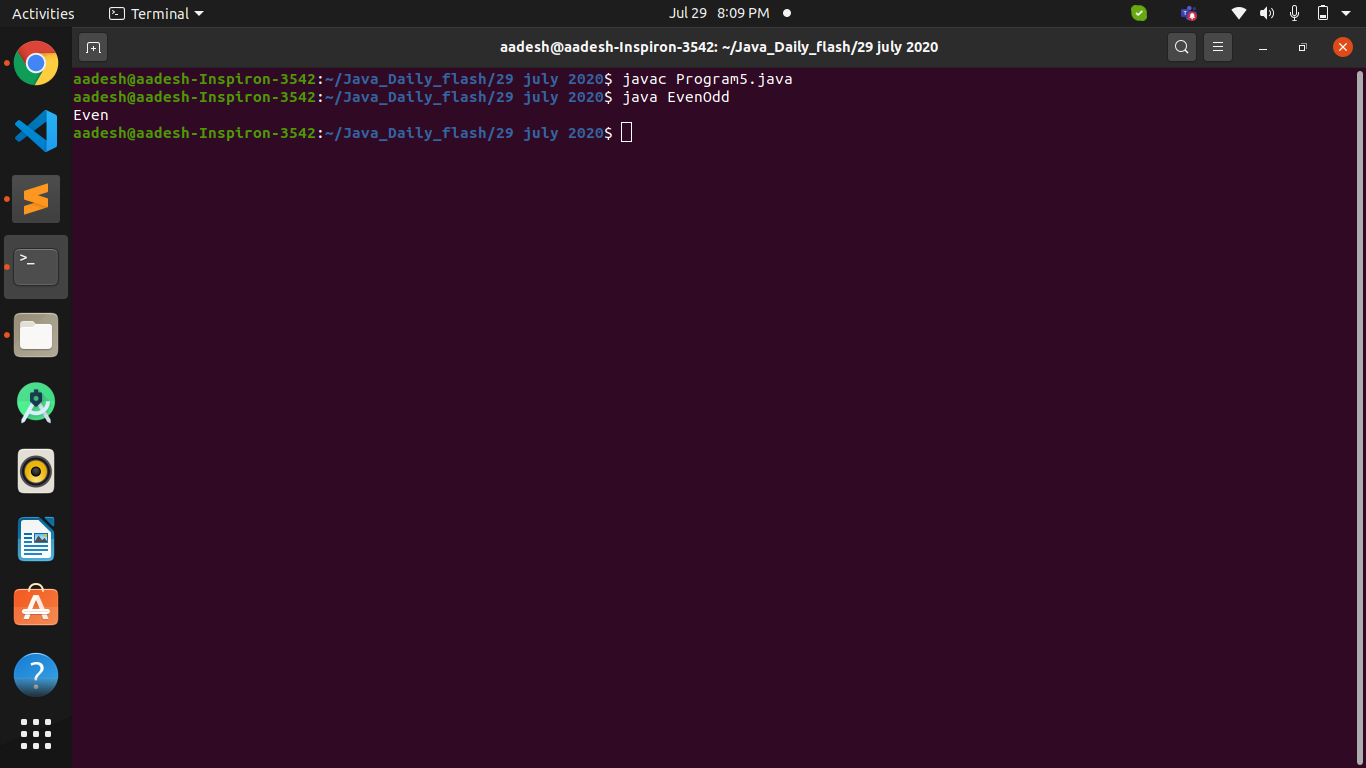 Activities Terminal Jul 29 8:09 PM
aadesh@aadesh-Inspiron-3542: ~/Java_Daily_flash/29 july 2020
aadesh@aadesh-Inspiron-3542:~/Java_Daily_flash/29 july 2020$ javac Program5.java
aadesh@aadesh-Inspiron-3542:~/Java_Daily_flash/29 july 2020$ java EvenOdd
Even
aadesh@aadesh-Inspiron-3542:~/Java_Daily_flash/29 july 2020$